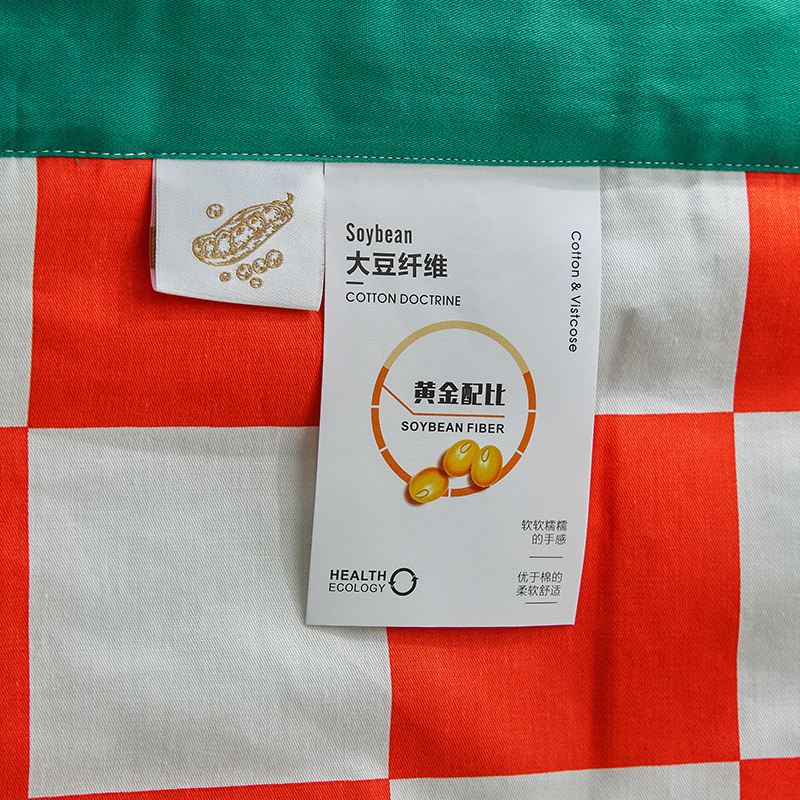 Soybean
大豆纤维
COTTON DOCTRINE
Cotton & Vistcose
黄金配比
SOYBEAN FIBER
软软糯糯
的手感
优于棉的
柔软舒适
HEALTH
ECOLOGY